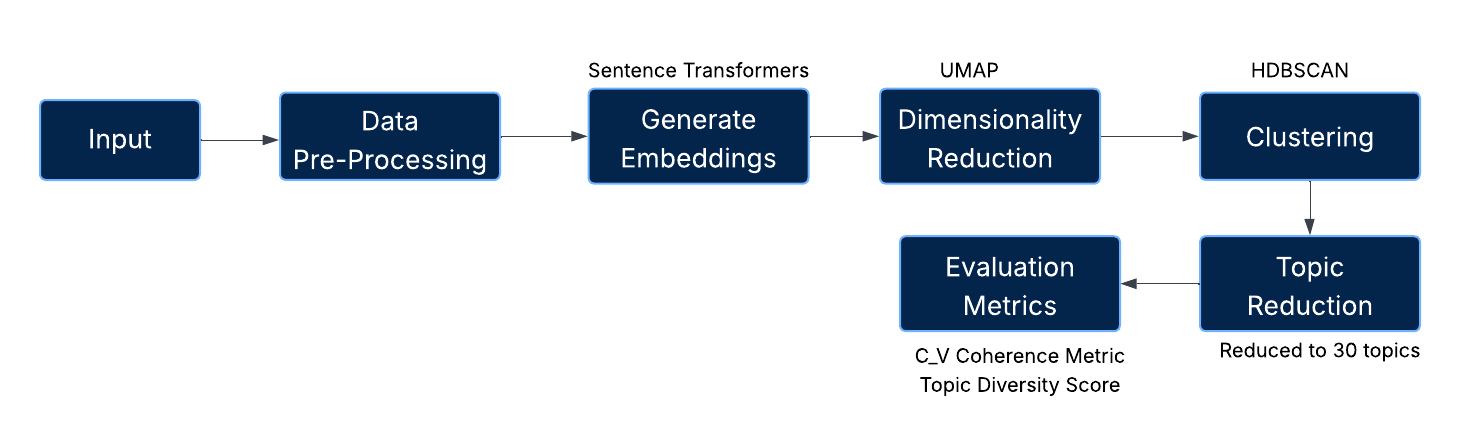 Input
Data
Pre-Processing
Sentence Transformers
Generate
Embeddings
UMAP
Dimensionality
Reduction
HDBSCAN
Clustering
Topic
Reduction
Reduced to 30 topics
Evaluation
Metrics
C_V Coherence Metric
Topic Diversity Score